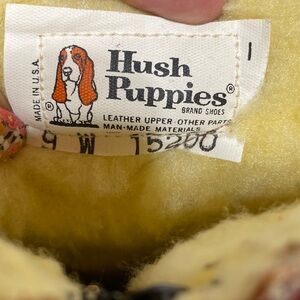 MADE IN U.S.A.
Hush
Puppies®
BRAND SHOES
®
LEATHER UPPER-OTHER PARTS
MAN-MADE MATERIALS
9 W 15200